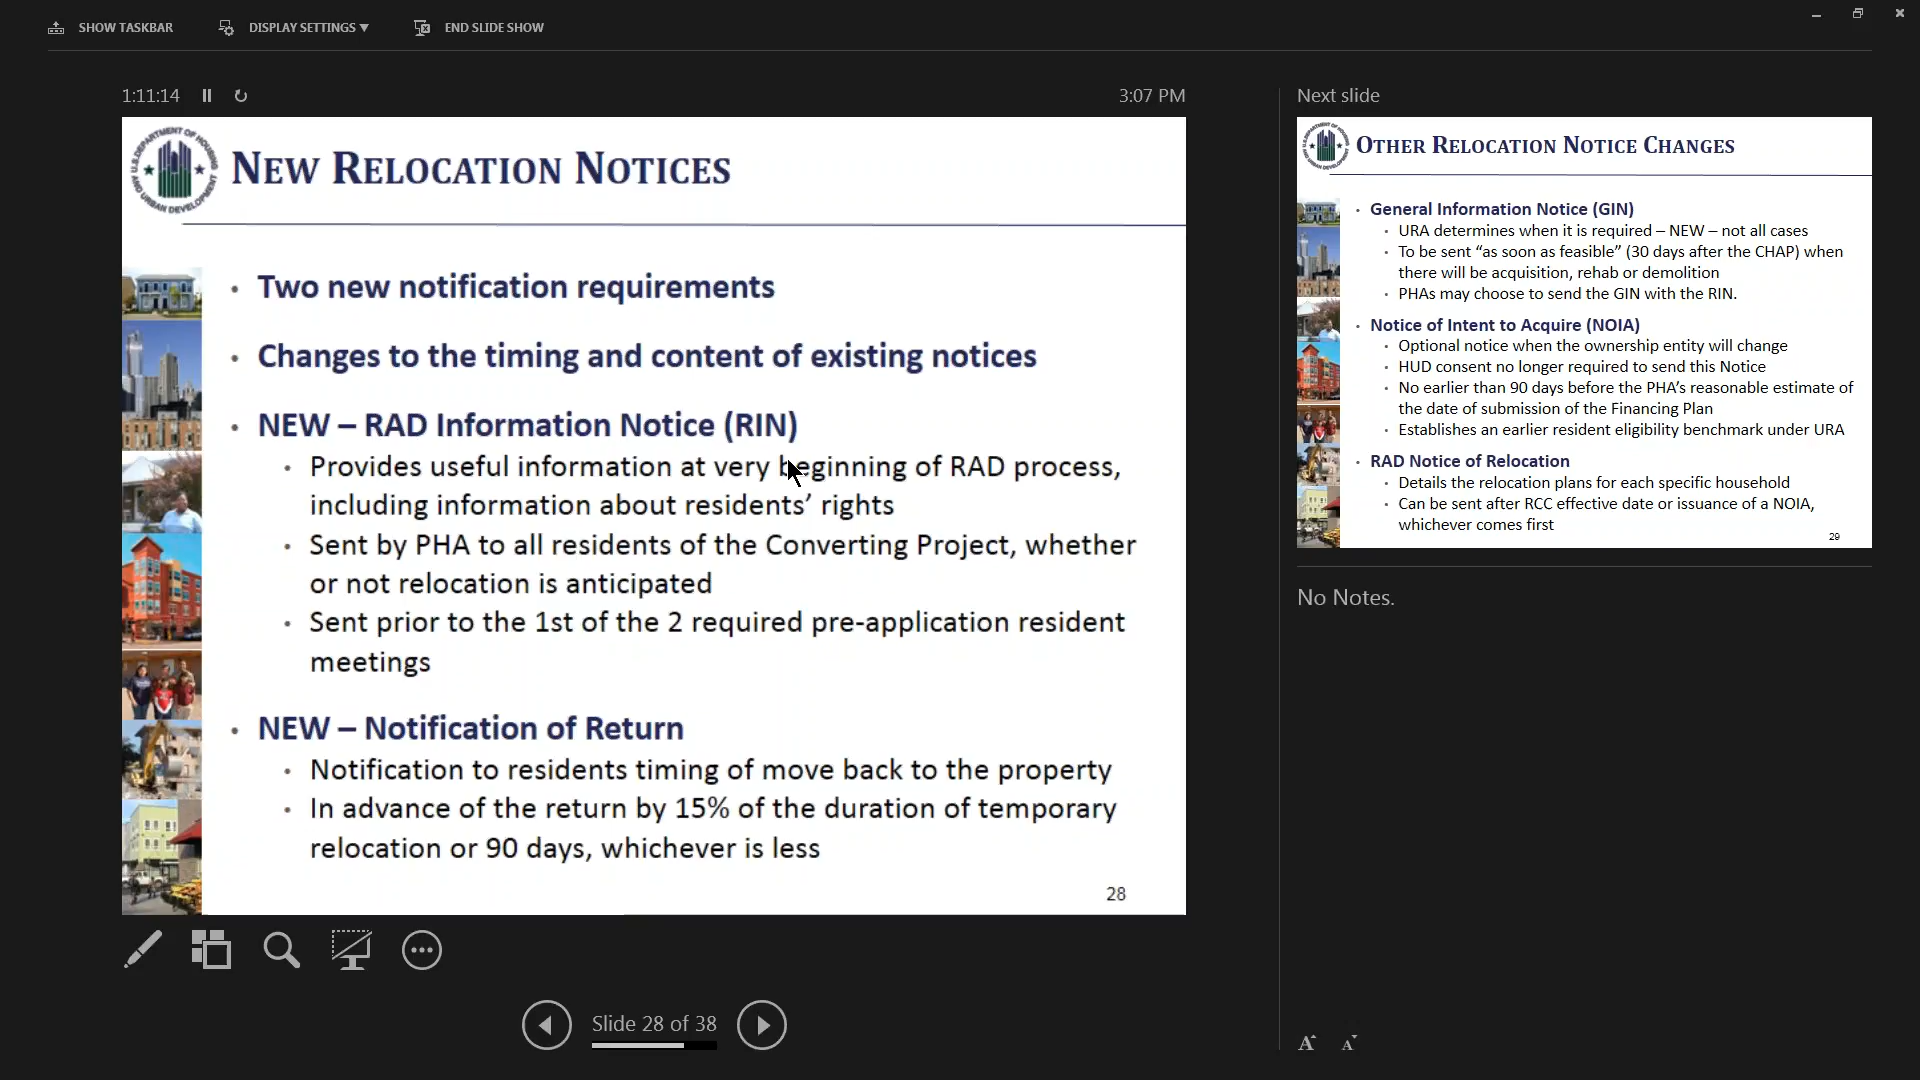 SHOW TASKBAR
DISPLAY SETTINGS ▼
END SLIDE SHOW
1:11:14
3:07 PM
U.S. DEPARTMENT OF HOUSING AND URBAN DEVELOPMENT
NEW RELOCATION NOTICES
• Two new notification requirements
• Changes to the timing and content of existing notices
• NEW – RAD Information Notice (RIN)
• Provides useful information at very beginning of RAD process,
including information about residents’ rights
• Sent by PHA to all residents of the Converting Project, whether
or not relocation is anticipated
• Sent prior to the 1st of the 2 required pre-application resident
meetings
• NEW – Notification of Return
• Notification to residents timing of move back to the property
• In advance of the return by 15% of the duration of temporary
relocation or 90 days, whichever is less
28
Slide 28 of 38
Next slide
OTHER RELOCATION NOTICE CHANGES
• General Information Notice (GIN)
• URA determines when it is required – NEW – not all cases
• To be sent “as soon as feasible” (30 days after the CHAP) when
there will be acquisition, rehab or demolition
• PHAs may choose to send the GIN with the RIN.
• Notice of Intent to Acquire (NOIA)
• Optional notice when the ownership entity will change
• HUD consent no longer required to send this Notice
• No earlier than 90 days before the PHA’s reasonable estimate of
the date of submission of the Financing Plan
• Establishes an earlier resident eligibility benchmark under URA
• RAD Notice of Relocation
• Details the relocation plans for each specific household
• Can be sent after RCC effective date or issuance of a NOIA,
whichever comes first
29
No Notes.
A A